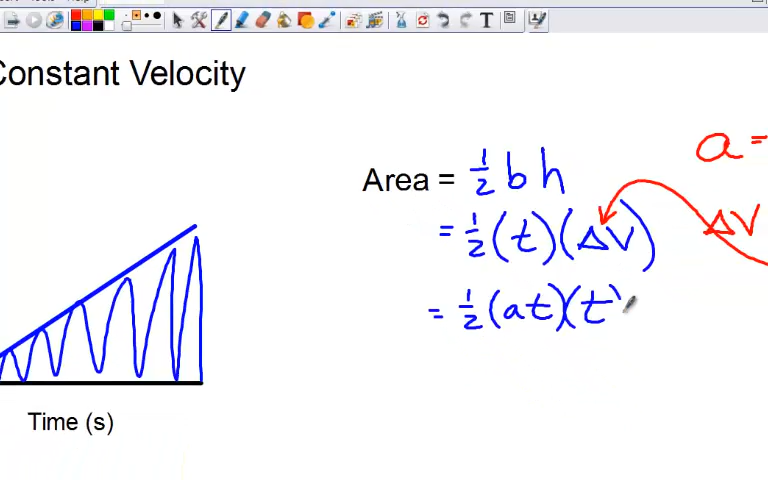 Constant Velocity
a =
Area = ½ b h
= ½ (t)(ΔV)
ΔV
= ½ (at)(t)
Time (s)